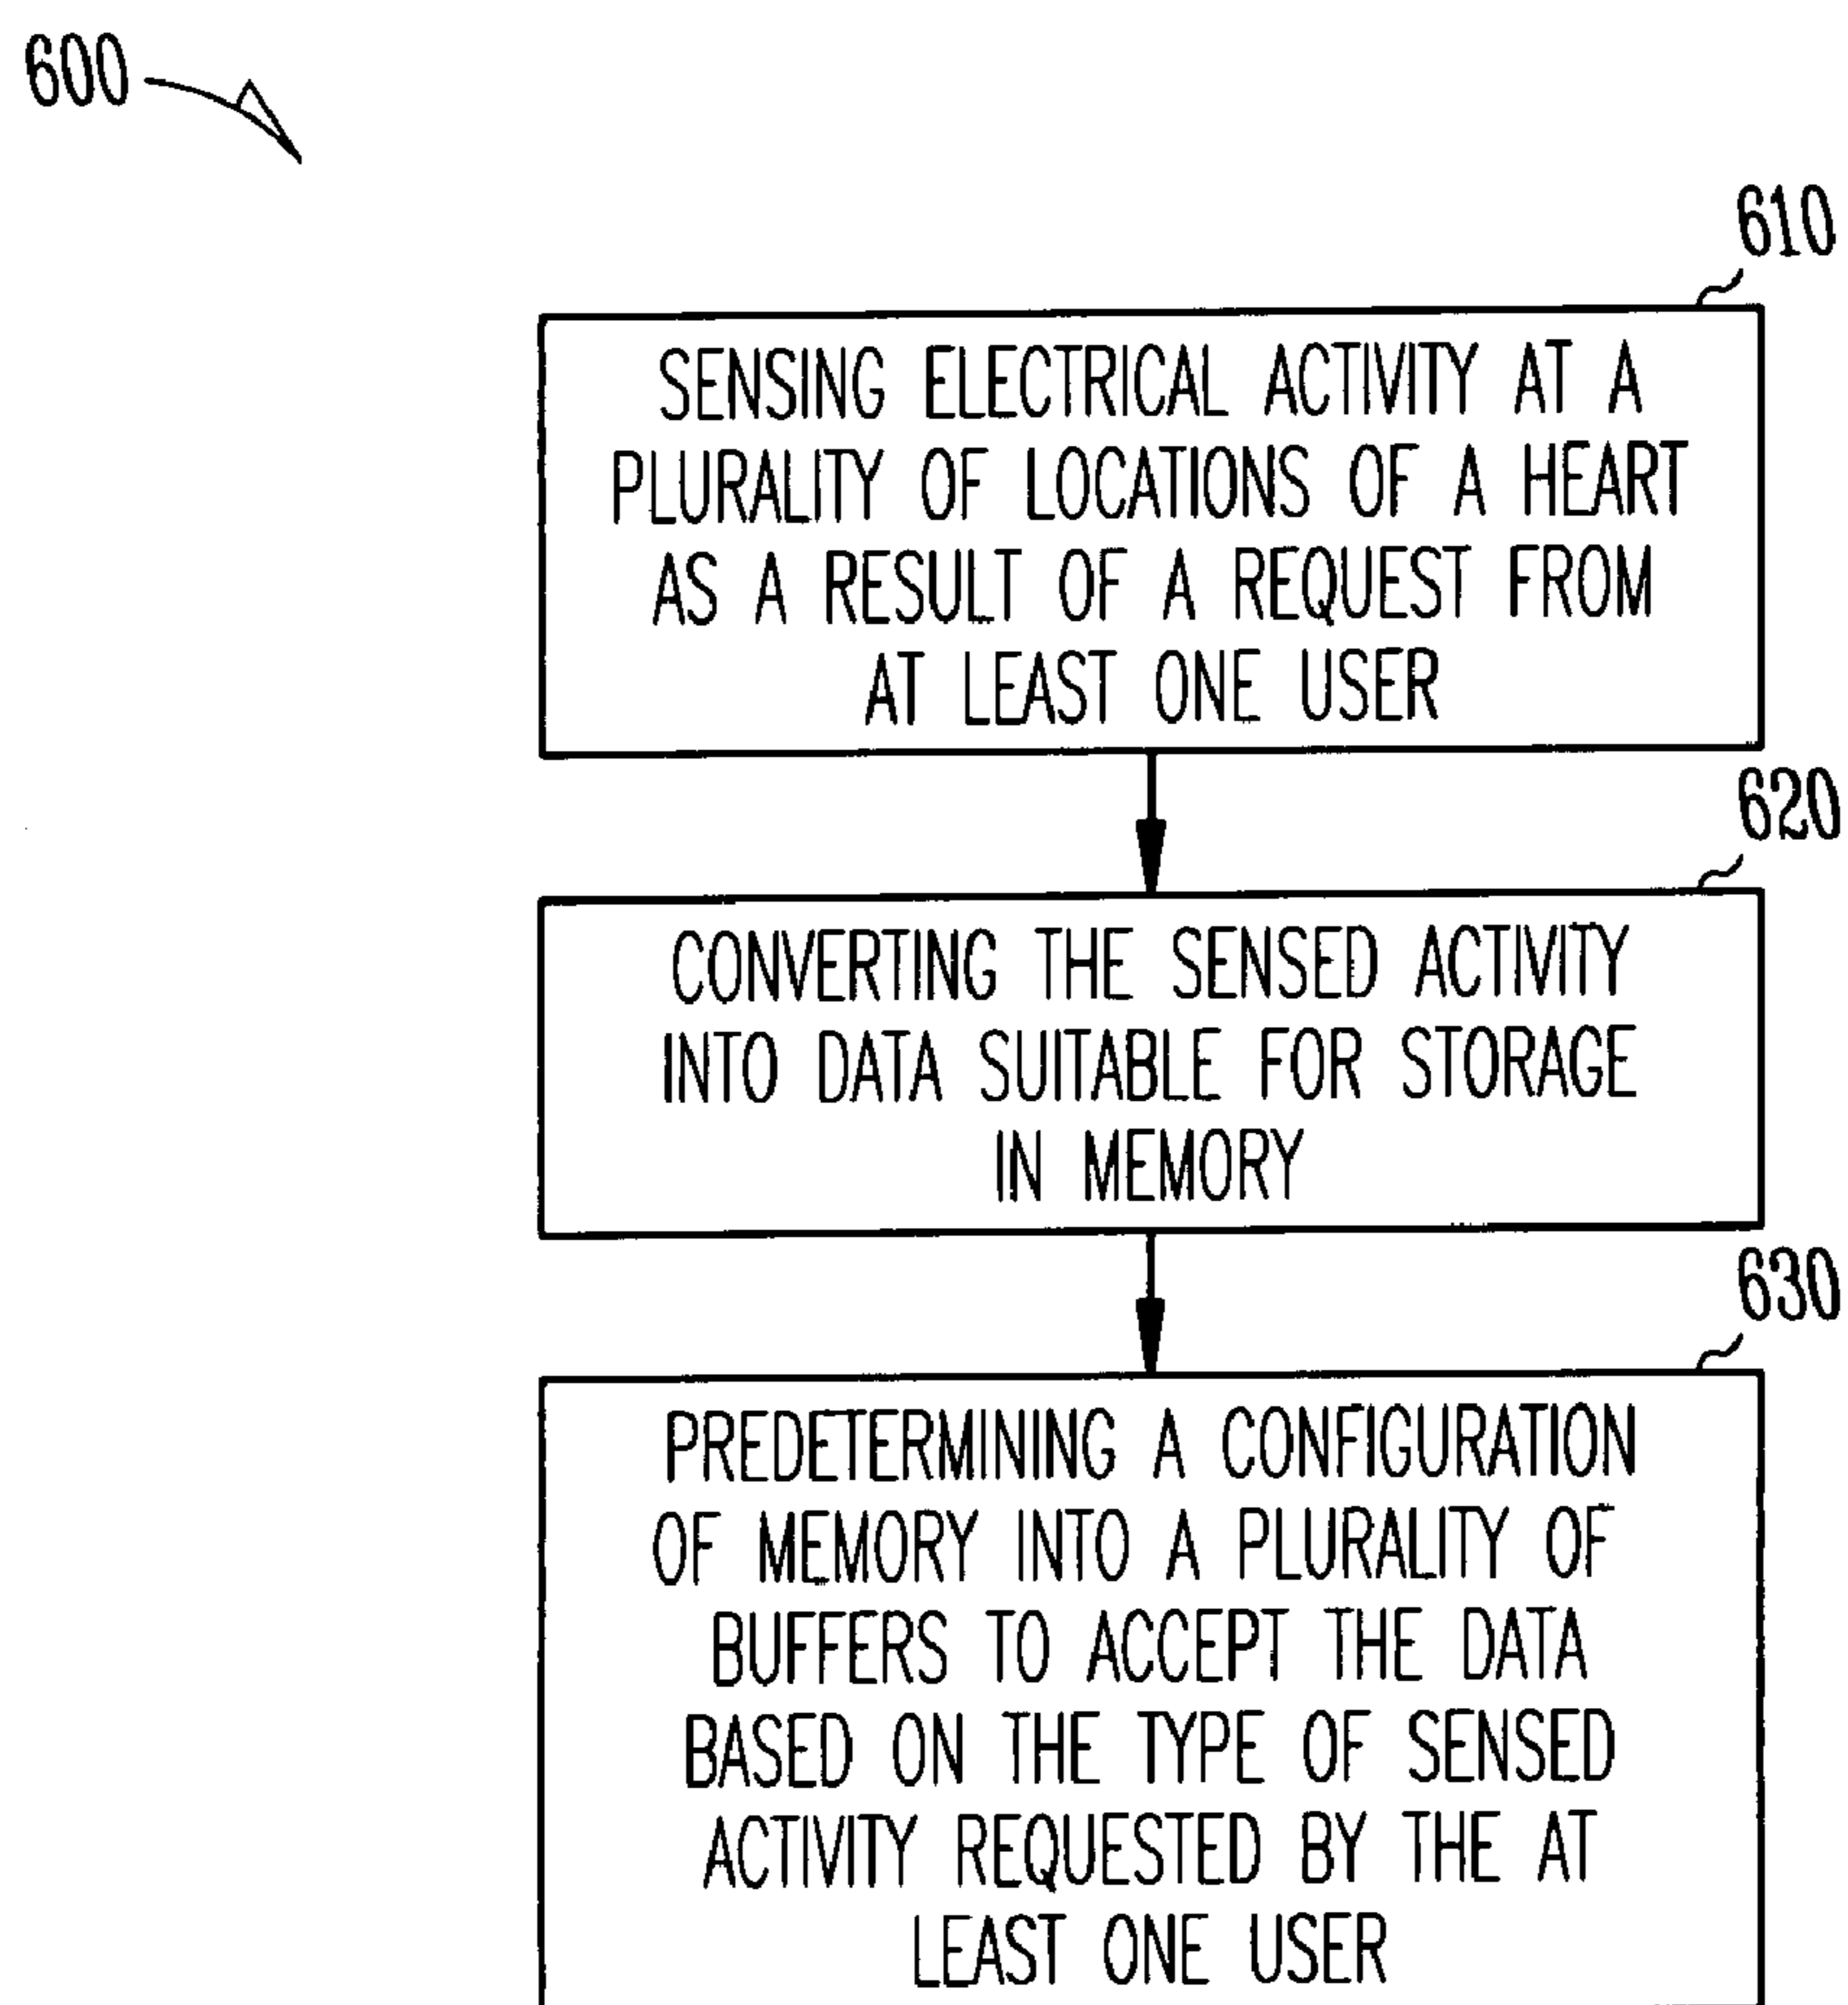 600
610
SENSING ELECTRICAL ACTIVITY AT A
PLURALITY OF LOCATIONS OF A HEART
AS A RESULT OF A REQUEST FROM
AT LEAST ONE USER
620
CONVERTING THE SENSED ACTIVITY
INTO DATA SUITABLE FOR STORAGE
IN MEMORY
630
PREDETERMINING A CONFIGURATION
OF MEMORY INTO A PLURALITY OF
BUFFERS TO ACCEPT THE DATA
BASED ON THE TYPE OF SENSED
ACTIVITY REQUESTED BY THE AT
LEAST ONE USER